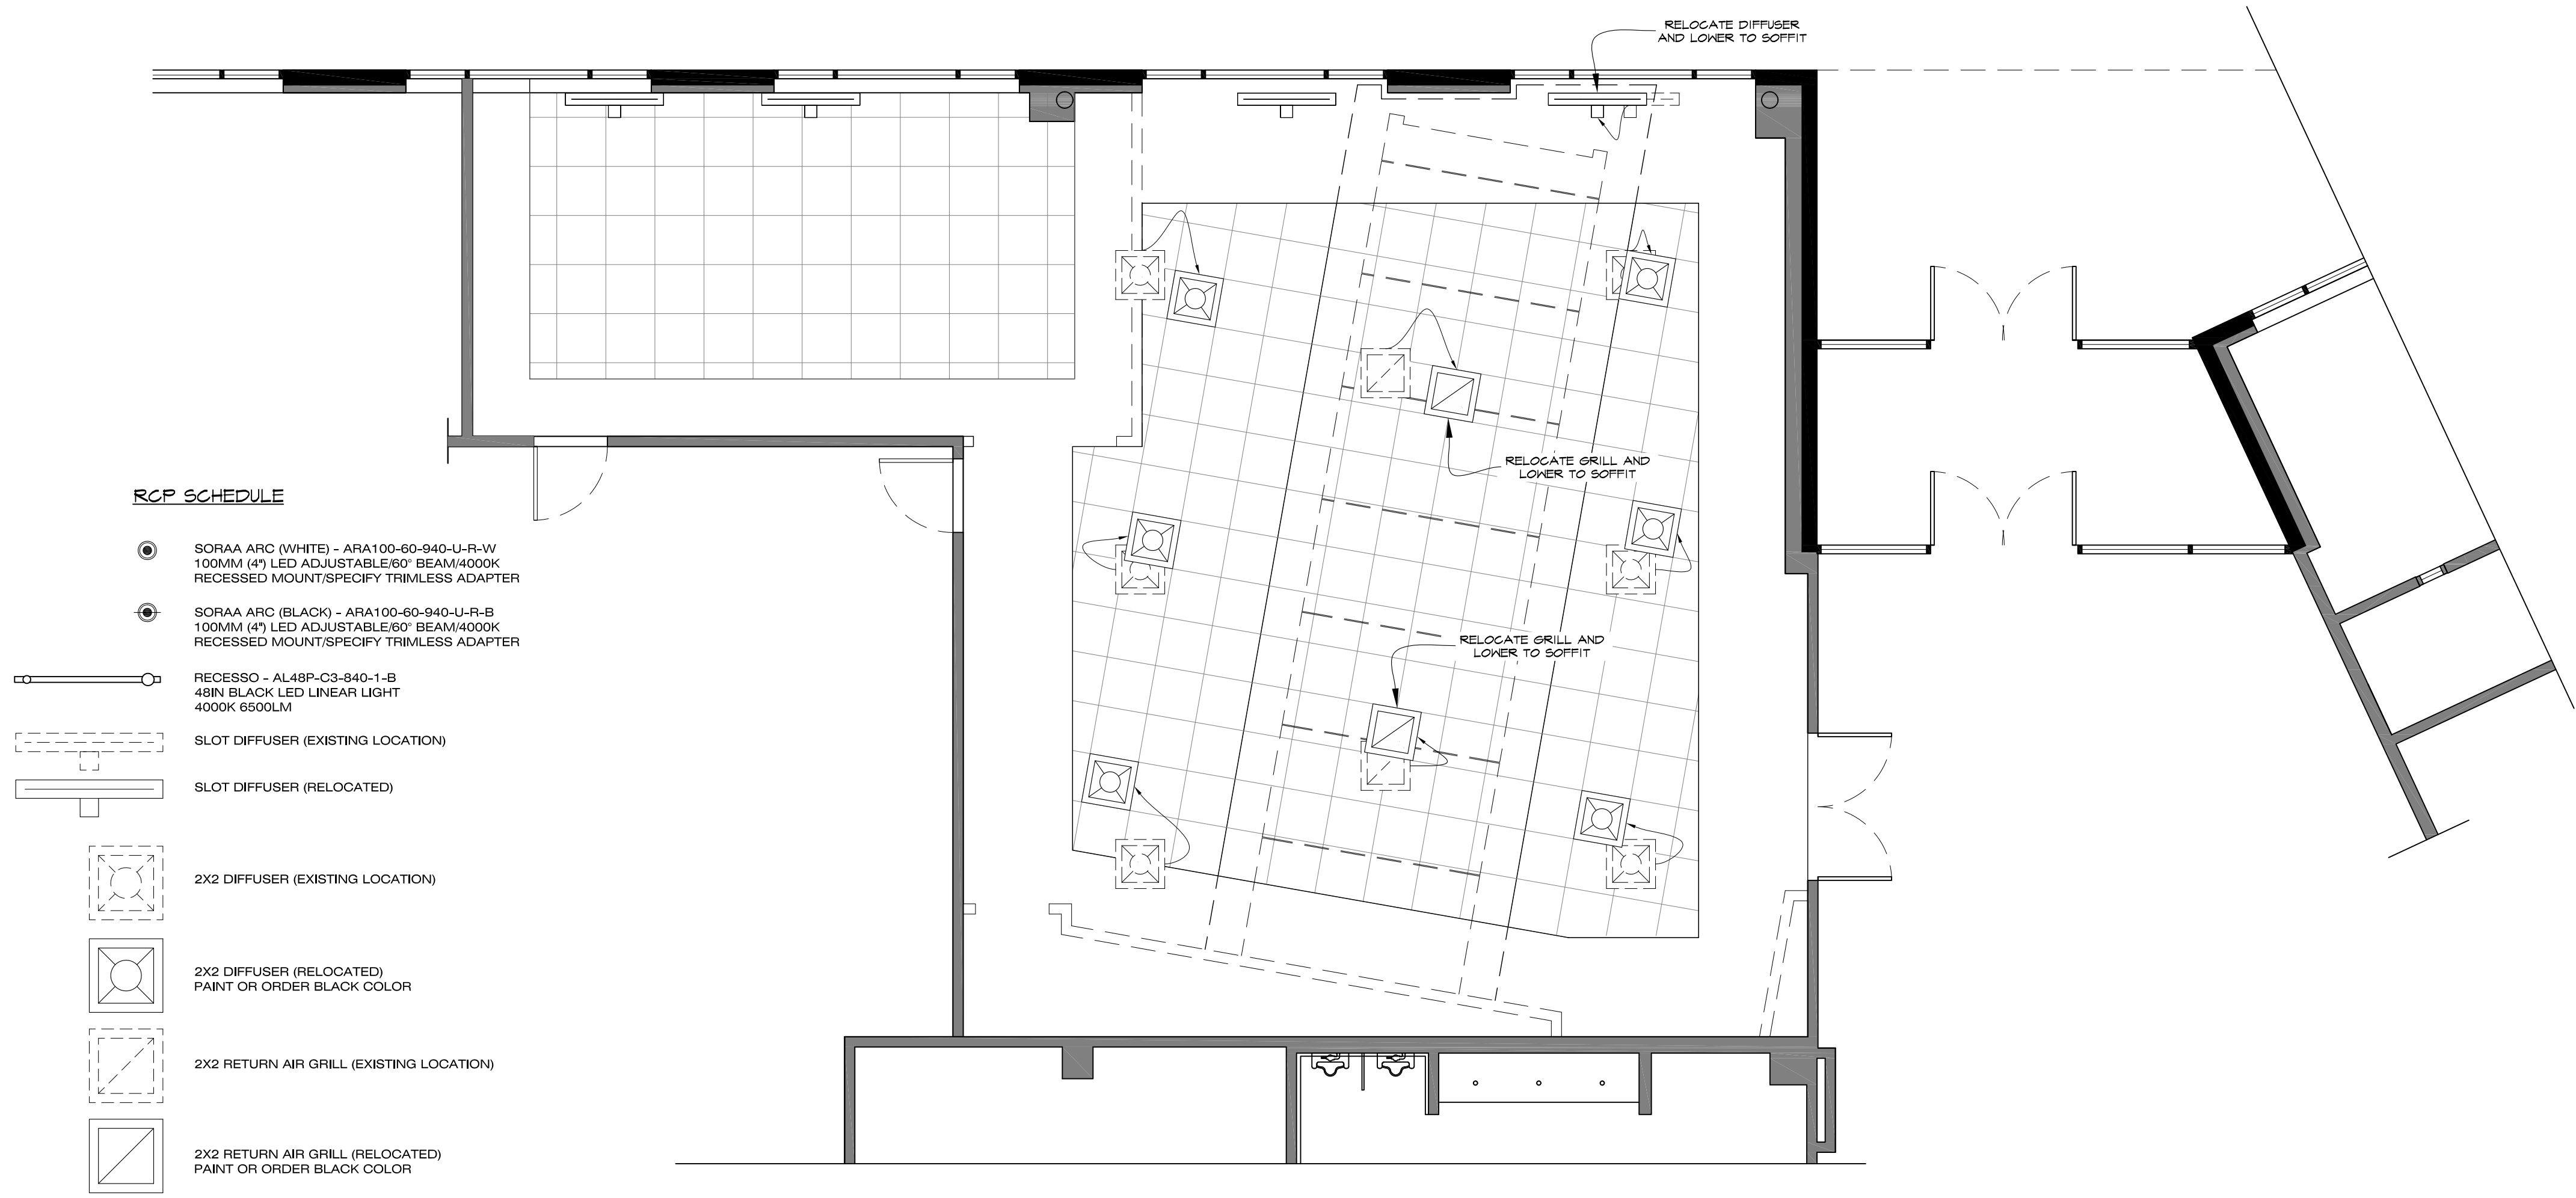 RELOCATE DIFFUSER
AND LOWER TO SOFFIT
RELOCATE GRILL AND
LOWER TO SOFFIT
RELOCATE GRILL AND
LOWER TO SOFFIT
RCP SCHEDULE
SORAA ARC (WHITE) - ARA100-60-940-U-R-W
100MM (4") LED ADJUSTABLE/60° BEAM/4000K
RECESSED MOUNT/SPECIFY TRIMLESS ADAPTER
SORAA ARC (BLACK) - ARA100-60-940-U-R-B
100MM (4") LED ADJUSTABLE/60° BEAM/4000K
RECESSED MOUNT/SPECIFY TRIMLESS ADAPTER
RECESSO - AL48P-C3-840-1-B
48IN BLACK LED LINEAR LIGHT
4000K 6500LM
SLOT DIFFUSER (EXISTING LOCATION)
SLOT DIFFUSER (RELOCATED)
2X2 DIFFUSER (EXISTING LOCATION)
2X2 DIFFUSER (RELOCATED)
PAINT OR ORDER BLACK COLOR
2X2 RETURN AIR GRILL (EXISTING LOCATION)
2X2 RETURN AIR GRILL (RELOCATED)
PAINT OR ORDER BLACK COLOR